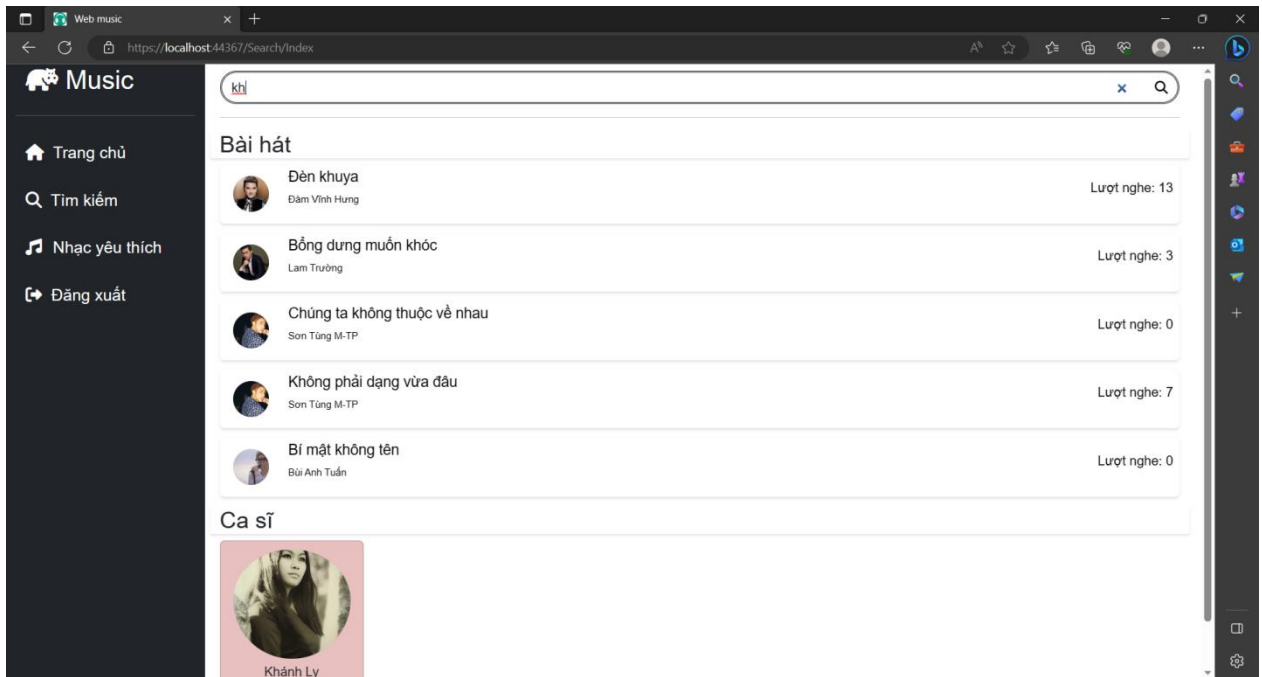 Web music
https://localhost:44367/Search/Index
Music
Trang chủ
Tìm kiếm
Nhạc yêu thích
Đăng xuất
kh
Bài hát
Đèn khuya
Đàm Vĩnh Hưng
Lượt nghe: 13
Bổng dưng muốn khóc
Lam Trường
Lượt nghe: 3
Chúng ta không thuộc về nhau
Sơn Tùng M-TP
Lượt nghe: 0
Không phải dạng vừa đâu
Sơn Tùng M-TP
Lượt nghe: 7
Bí mật không tên
Bùi Anh Tuấn
Lượt nghe: 0
Ca sĩ
Khánh Ly